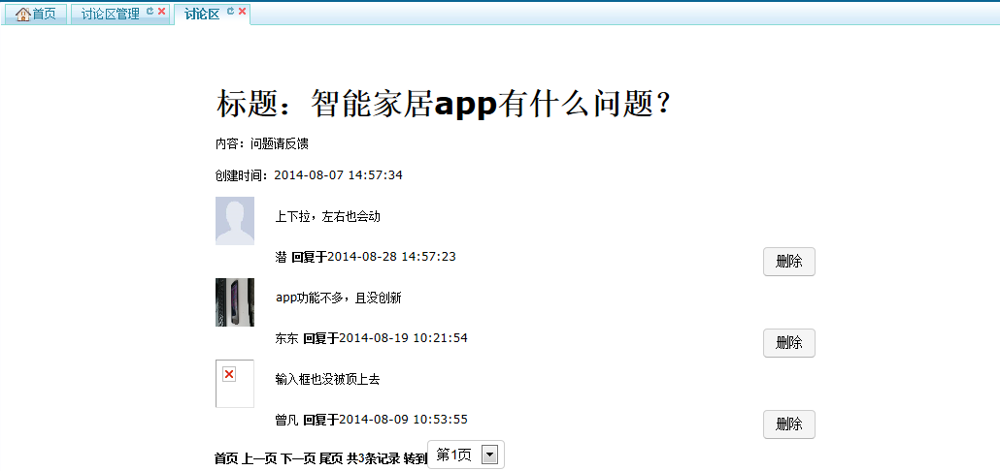 首页 讨论区管理 讨论区
标题：智能家居app有什么问题？
内容：问题请反馈
创建时间：2014-08-07 14:57:34
上下拉，左右也会动
潜 回复于2014-08-28 14:57:23 删除
app功能不多，且没创新
东东 回复于2014-08-19 10:21:54 删除
输入框也没被顶上去
曾凡 回复于2014-08-09 10:53:55 删除
首页 上一页 下一页 尾页 共3条记录 转到 第1页